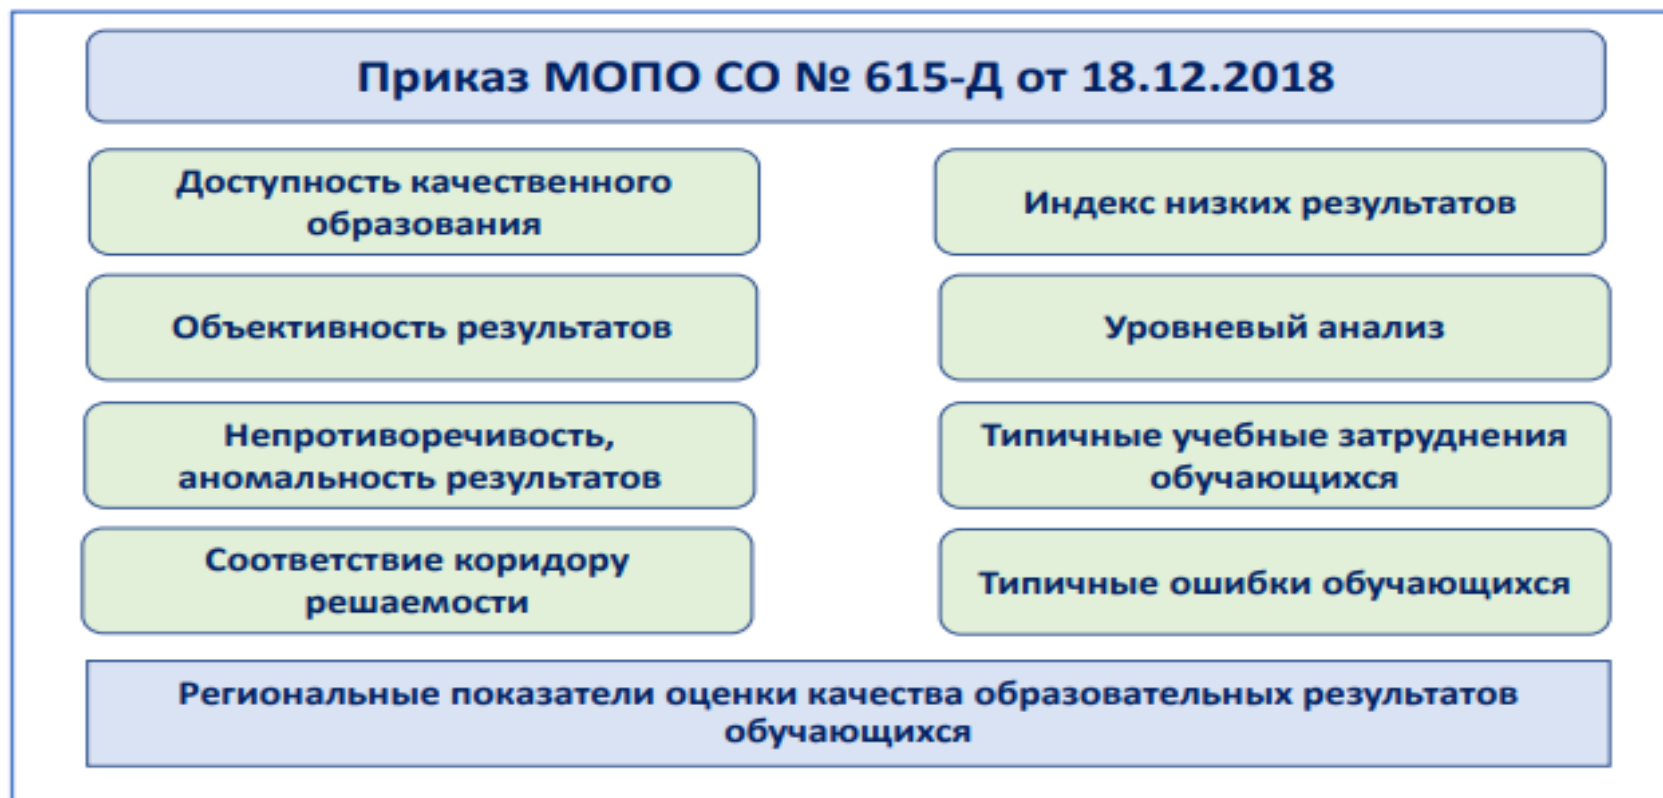 Приказ МОПО СО № 615-Д от 18.12.2018
Доступность качественного
образования
Индекс низких результатов
Объективность результатов
Уровневый анализ
Непротиворечивость,
аномальность результатов
Типичные учебные затруднения
обучающихся
Соответствие коридору
решаемости
Типичные ошибки обучающихся
Региональные показатели оценки качества образовательных результатов
обучающихся